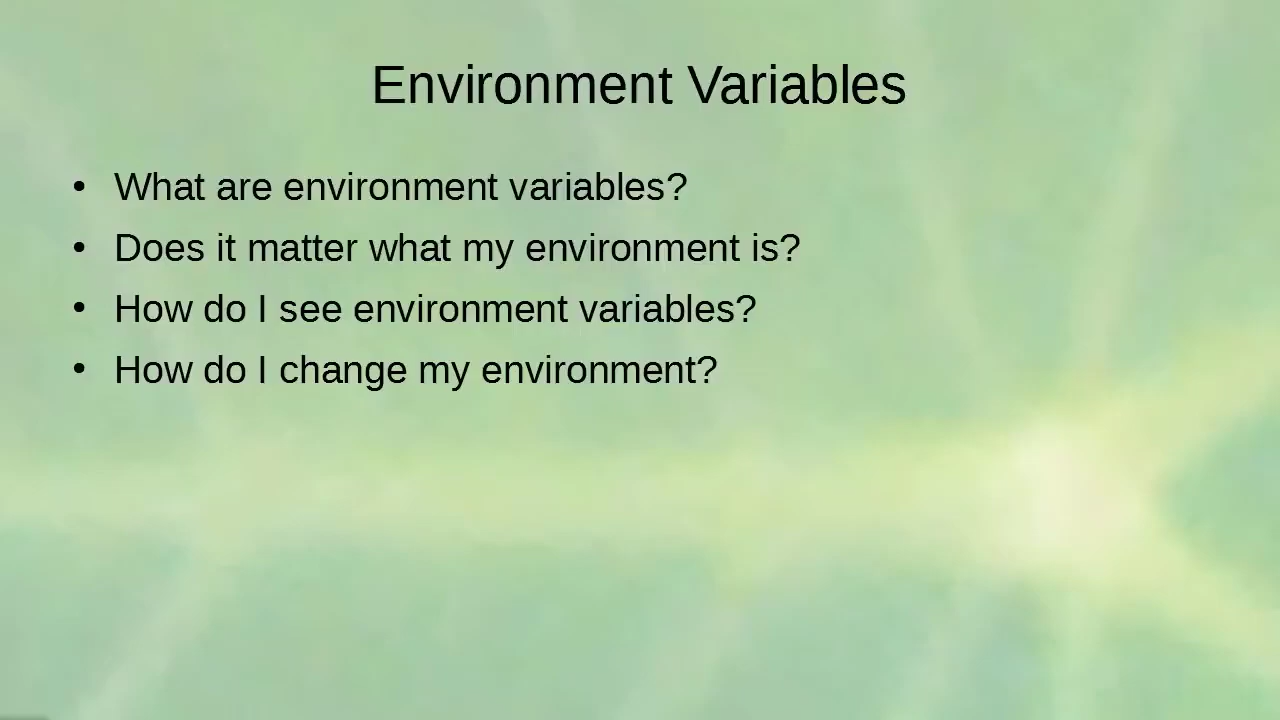 Environment Variables
• What are environment variables?
• Does it matter what my environment is?
• How do I see environment variables?
• How do I change my environment?